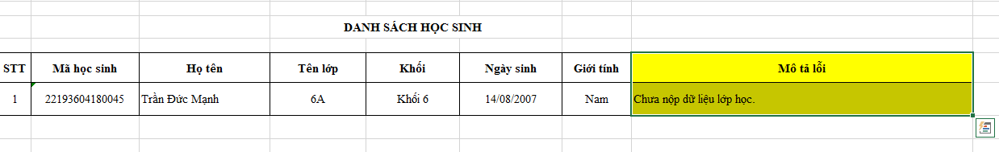 DANH SÁCH HỌC SINH
STT Mã học sinh Họ tên Tên lớp Khối Ngày sinh Giới tính Mô tả lỗi
1 22193604180045 Trần Đức Mạnh 6A Khối 6 14/08/2007 Nam Chưa nộp dữ liệu lớp học.